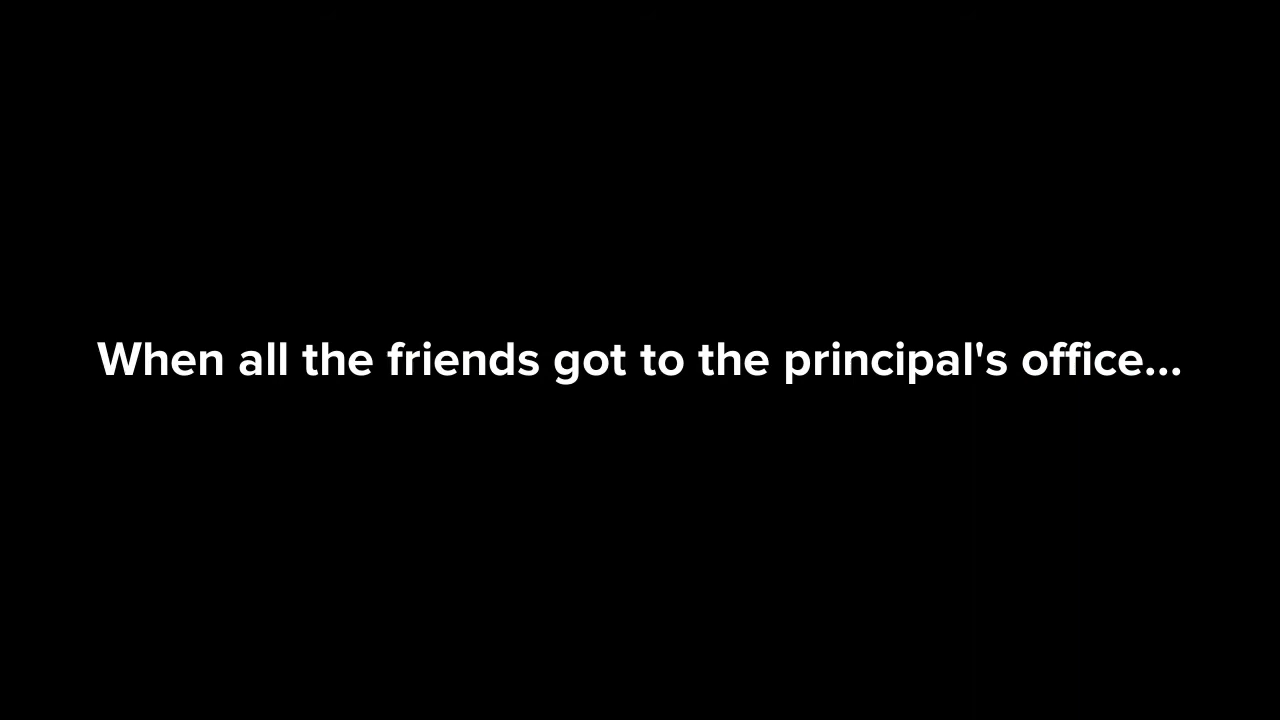 When all the friends got to the principal's office...